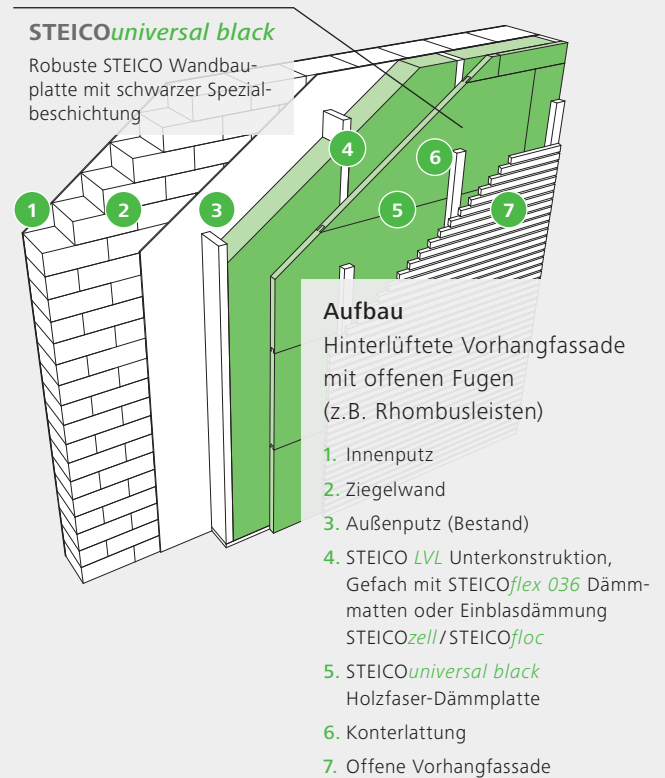 STEICOuniversal black
Robuste STEICO Wandbau-
platte mit schwarzer Spezial-
beschichtung
4
6
1
2
3
5
7
Aufbau
Hinterlüftete Vorhangfassade
mit offenen Fugen
(z.B. Rhombusleisten)
1. Innenputz
2. Ziegelwand
3. Außenputz (Bestand)
4. STEICO LVL Unterkonstruktion,
Gefach mit STEICOflex 036 Dämm-
matten oder Einblasdämmung
STEICOzell/STEICOfloc
5. STEICOuniversal black
Holzfaser-Dämmplatte
6. Konterlattung
7. Offene Vorhangfassade